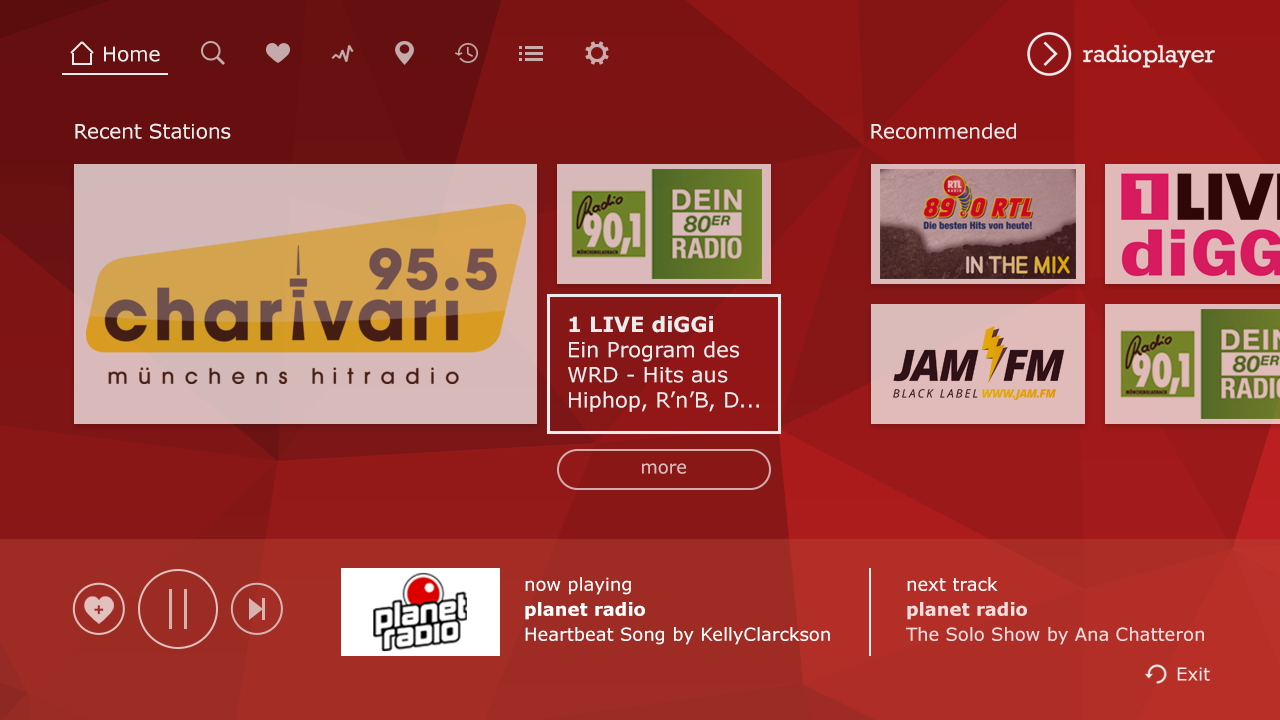 Home
radioplayer
Recent Stations
95.5
charivari
münchens hitradio
Radio
90,1
MÖNCHENGLADBACH
DEIN
80ER
RADIO
1 LIVE diGGi
Ein Program des
WRD - Hits aus
Hiphop, R’n’B, D...
more
Recommended
RTL
RADIO
89.0 RTL
Die besten Hits von heute!
IN THE MIX
1 LIVE
diGG
JAM FM
BLACK LABEL WWW.JAM.FM
Radio
90,1
MÖNCHENGLADBACH
DEIN
80ER
RADIO
planet
radio
now playing
planet radio
Heartbeat Song by KellyClarckson
next track
planet radio
The Solo Show by Ana Chatteron
Exit